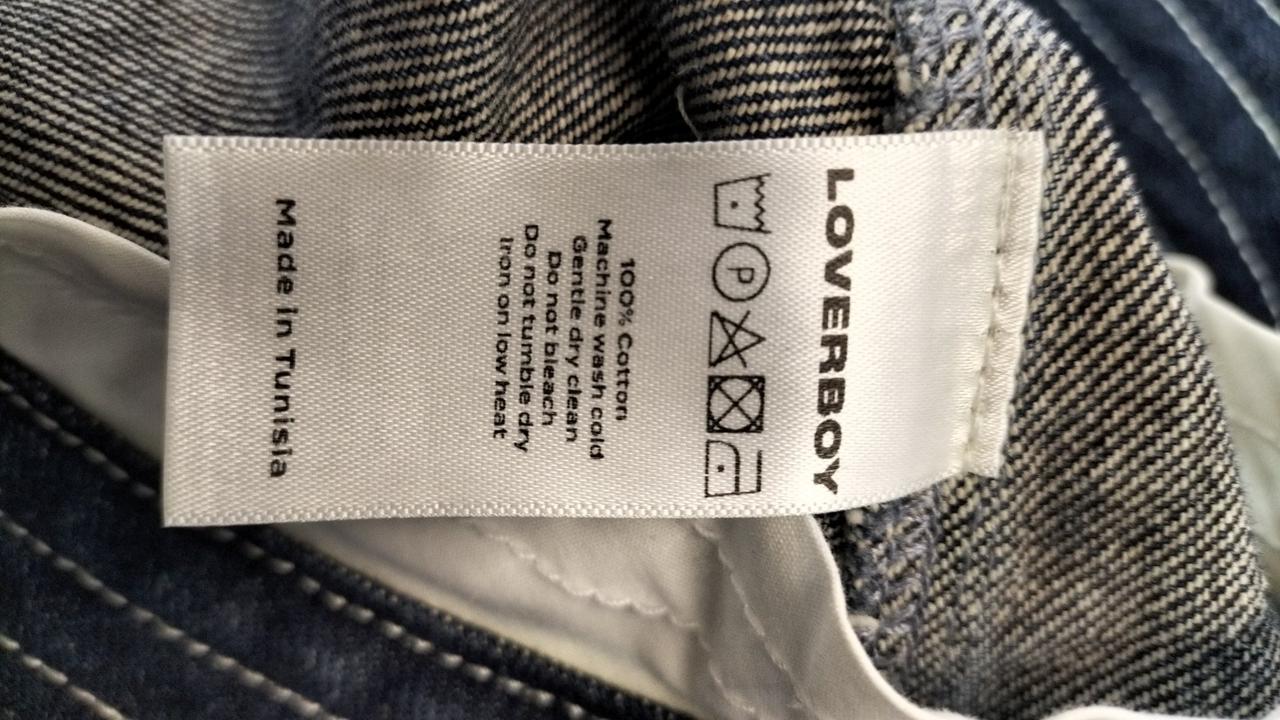 LOVERBOY
P
100% Cotton
Machine wash cold
Gentle dry clean
Do not bleach
Do not tumble dry
Iron on low heat
Made in Tunisia